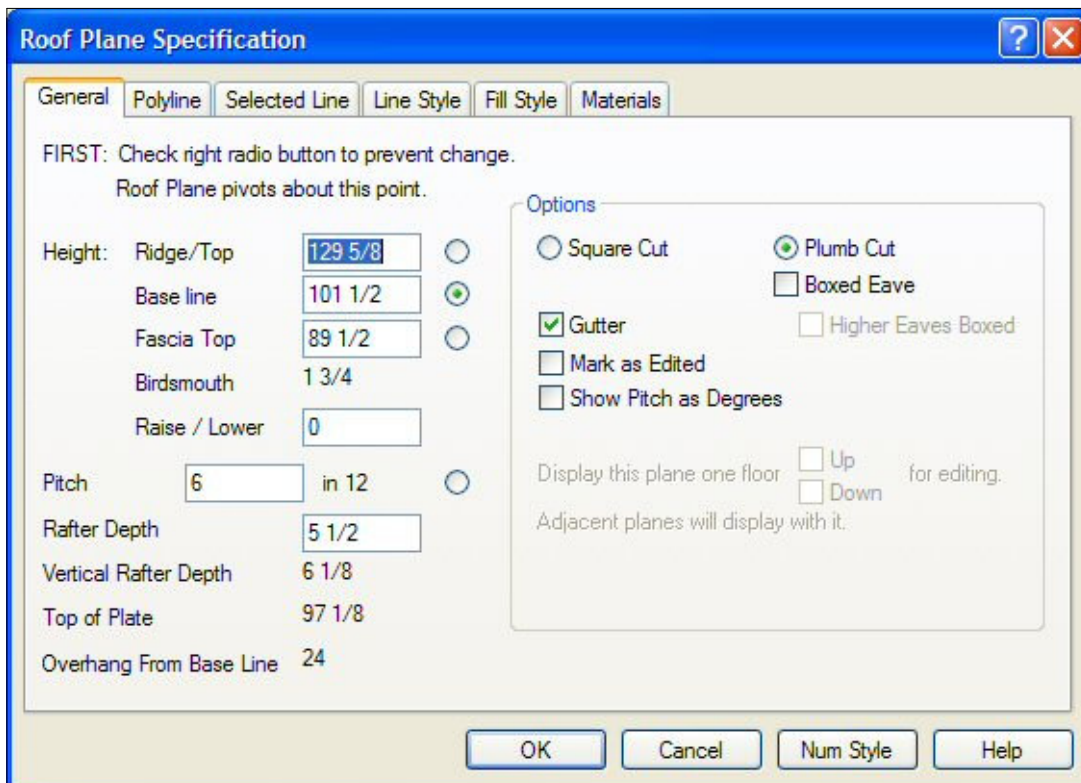 Roof Plane Specification
General Polyline Selected Line Line Style Fill Style Materials
FIRST: Check right radio button to prevent change.
Roof Plane pivots about this point.
Height: Ridge/Top 129 5/8
Base line 101 1/2
Fascia Top 89 1/2
Birdsmouth 1 3/4
Raise / Lower 0
Pitch 6 in 12
Rafter Depth 5 1/2
Vertical Rafter Depth 6 1/8
Top of Plate 97 1/8
Overhang From Base Line 24
Options
Square Cut Plumb Cut
Boxed Eave
Gutter Higher Eaves Boxed
Mark as Edited
Show Pitch as Degrees
Display this plane one floor Up for editing.
Down
Adjacent planes will display with it.
OK Cancel Num Style Help